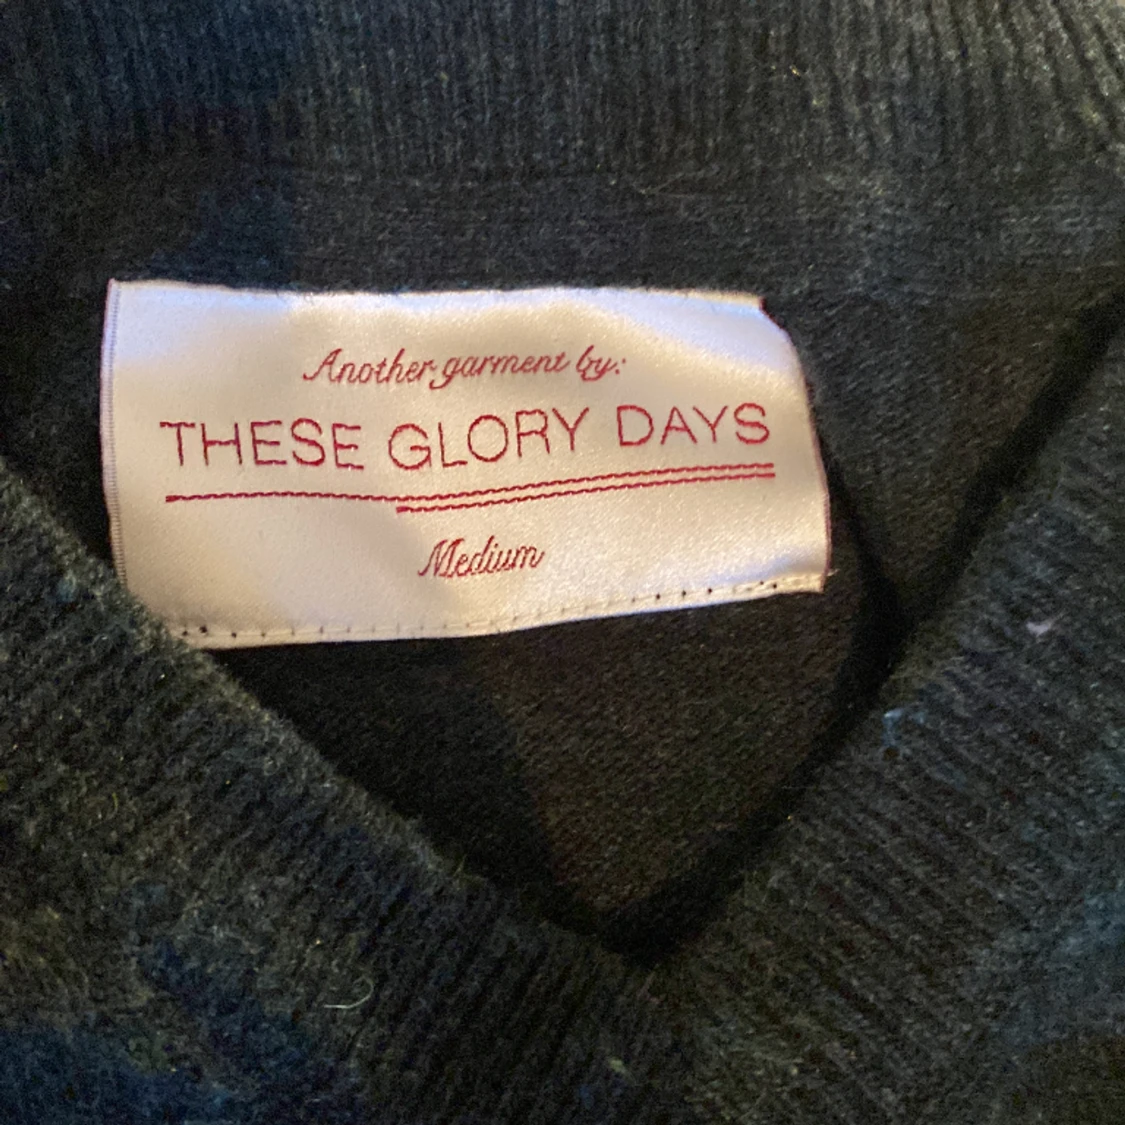 Another garment by:
THESE GLORY DAYS
Medium